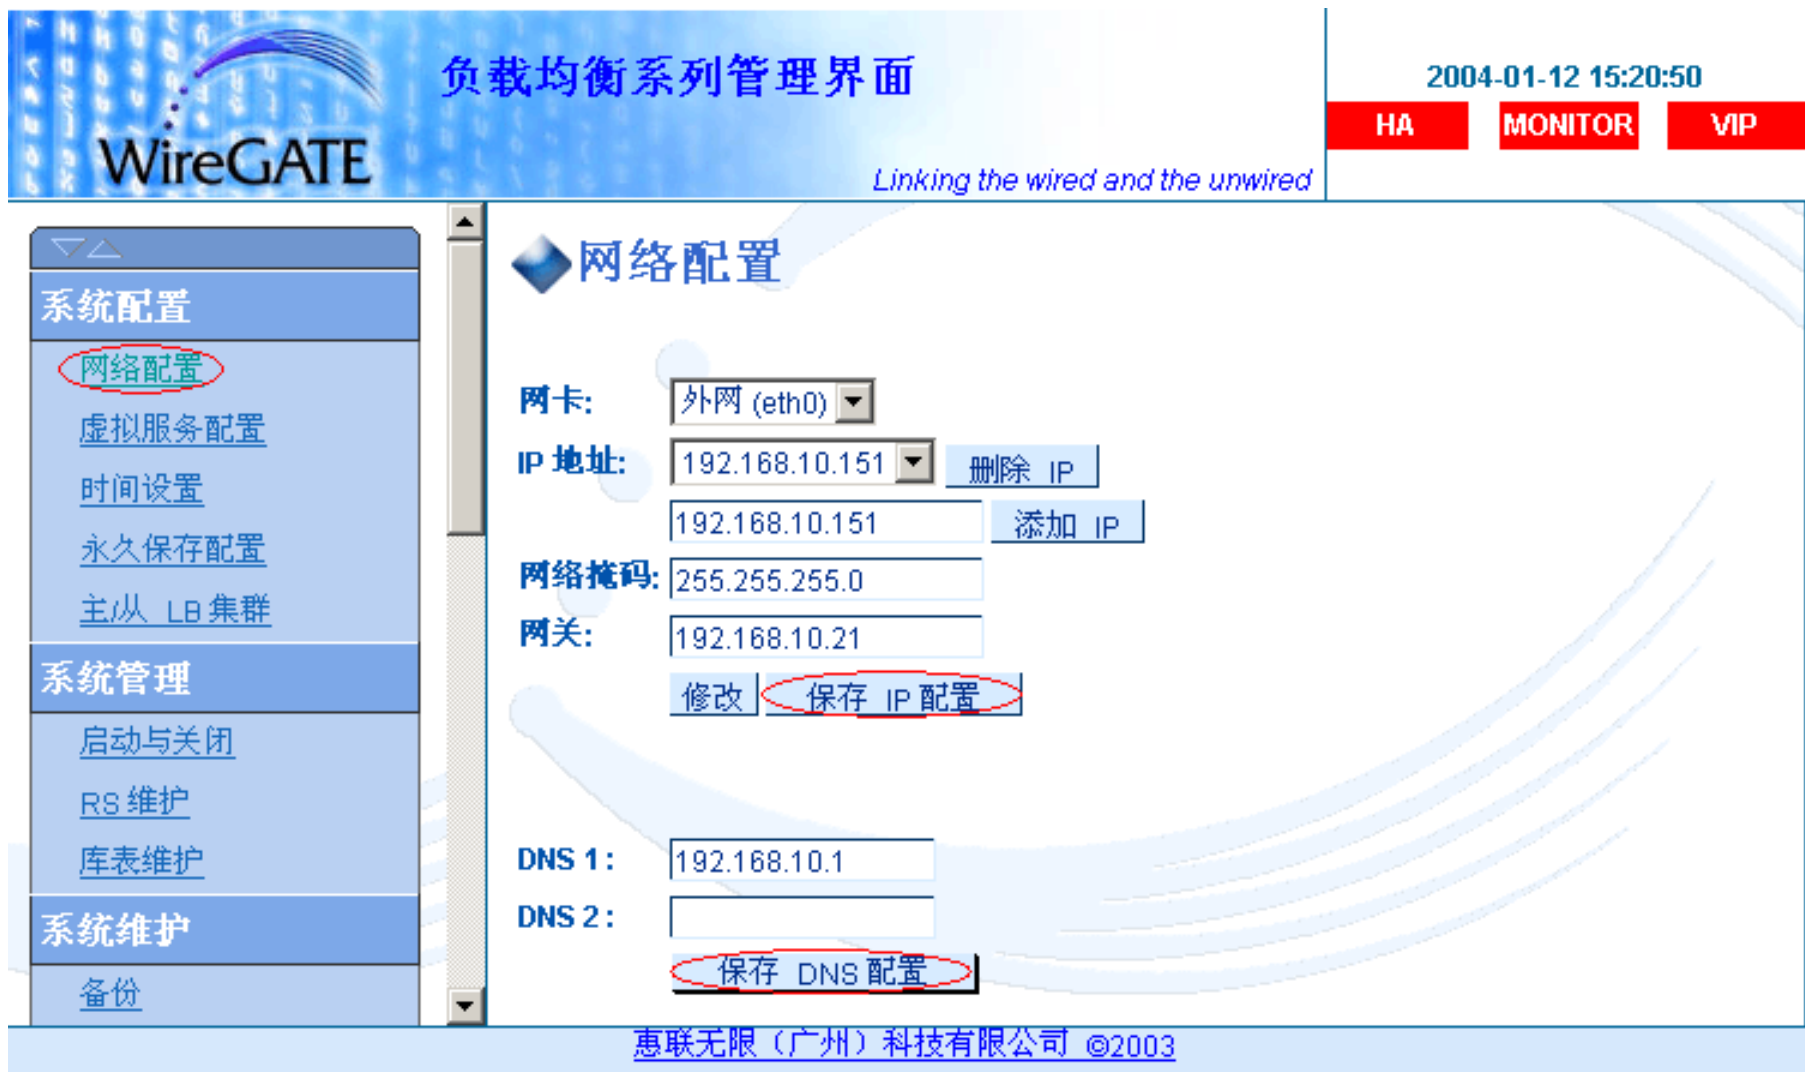 负载均衡系列管理界面
2004-01-12 15:20:50
HA MONITOR VIP
WireGATE
Linking the wired and the unwired
系统配置
网络配置
虚拟服务配置
时间设置
永久保存配置
主/从 LB 集群
系统管理
启动与关闭
RS 维护
库表维护
系统维护
备份
网络配置
网卡: 外网 (eth0)
IP 地址: 192.168.10.151 删除 IP
192.168.10.151 添加 IP
网络掩码: 255.255.255.0
网关: 192.168.10.21
修改 保存 IP 配置
DNS 1: 192.168.10.1
DNS 2:
保存 DNS 配置
惠联无限（广州）科技有限公司 ©2003